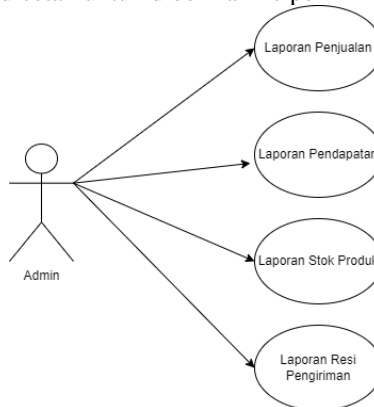 Laporan Penjualan
Laporan Pendapatan
Laporan Stok Produk
Admin
Laporan Resi
Pengiriman